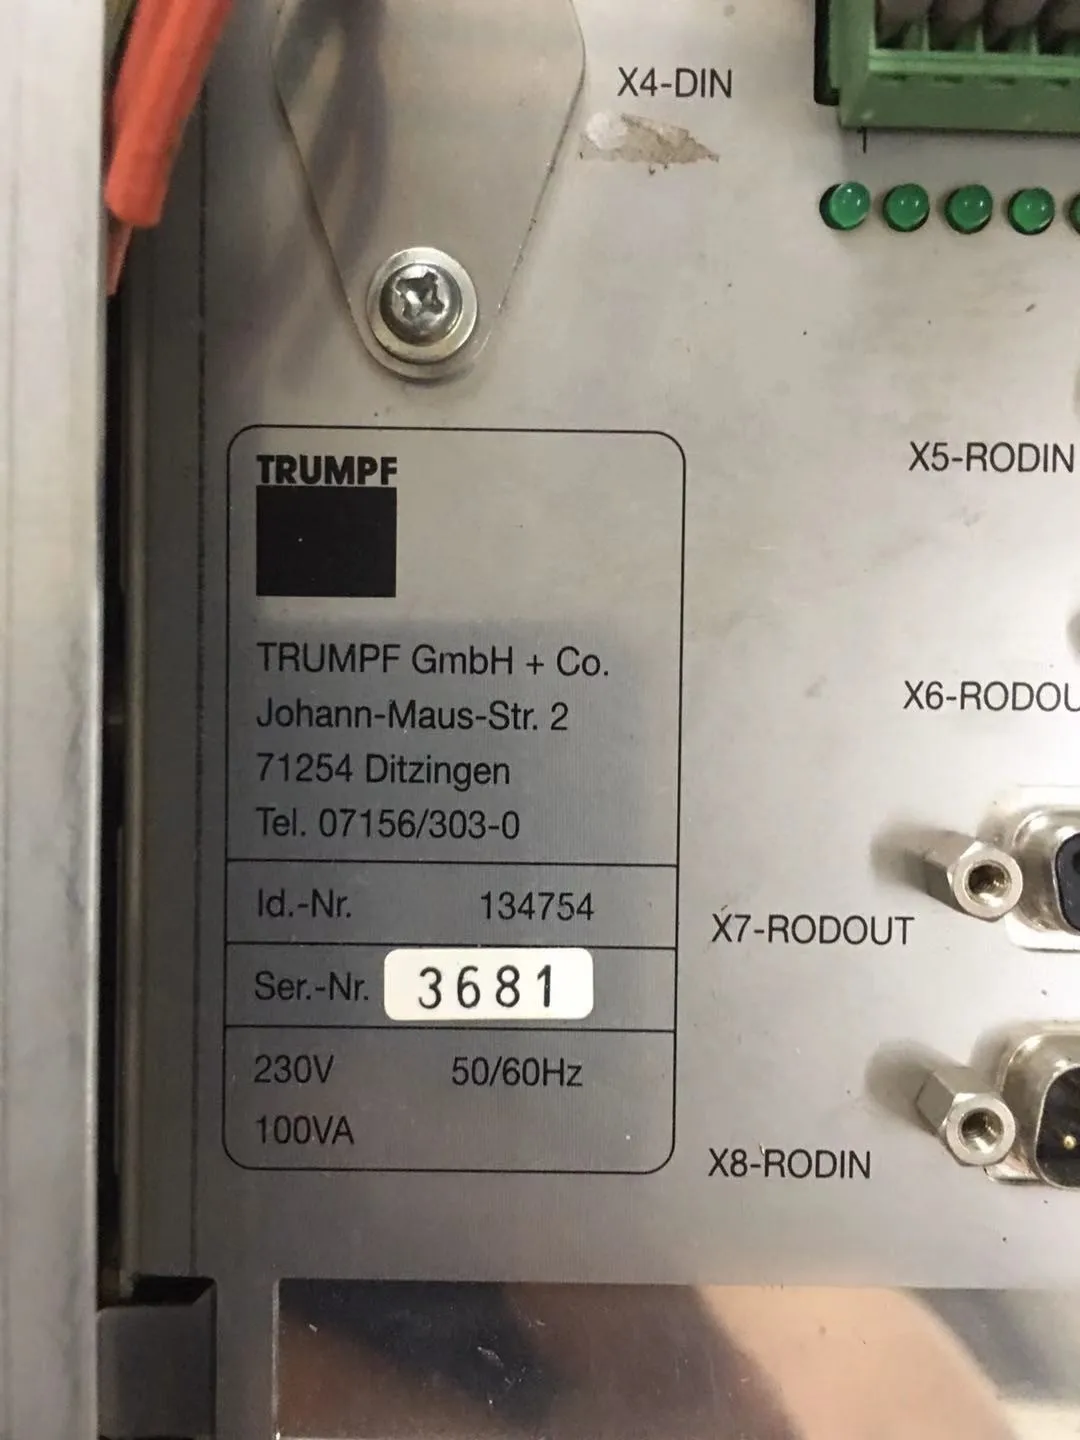 X4-DIN
X5-RODIN
TRUMPF
TRUMPF GmbH + Co.
Johann-Maus-Str. 2
71254 Ditzingen
Tel. 07156/303-0
X6-RODOU
Id.-Nr. 134754
X7-RODOUT
Ser.-Nr. 3681
230V 50/60Hz
100VA
X8-RODIN